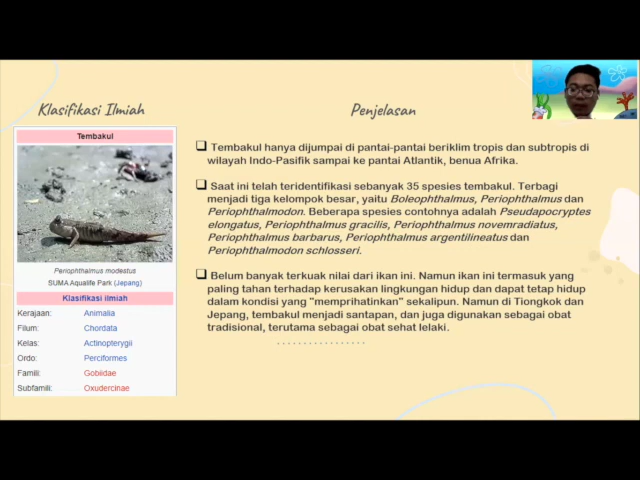 Klasifikasi Ilmiah
Tembakul
Periophthalmus modestus
SUMA Aqualife Park (Jepang)
Klasifikasi ilmiah
Kerajaan: Animalia
Filum: Chordata
Kelas: Actinopterygii
Ordo: Perciformes
Famili: Gobiidae
Subfamili: Oxudercinae
Penjelasan
Tembakul hanya dijumpai di pantai-pantai beriklim tropis dan subtropis di
wilayah Indo-Pasifik sampai ke pantai Atlantik, benua Afrika.
Saat ini telah teridentifikasi sebanyak 35 spesies tembakul. Terbagi
menjadi tiga kelompok besar, yaitu Boleophthalmus, Periophthalmus dan
Periophthalmodon. Beberapa spesies contohnya adalah Pseudapocryptes
elongatus, Periophthalmus gracilis, Periophthalmus novemradiatus,
Periophthalmus barbarus, Periophthalmus argentilineatus dan
Periophthalmodon schlosseri.
Belum banyak terkuak nilai dari ikan ini. Namun ikan ini termasuk yang
paling tahan terhadap kerusakan lingkungan hidup dan dapat tetap hidup
dalam kondisi yang "memprihatinkan" sekalipun. Namun di Tiongkok dan
Jepang, tembakul menjadi santapan, dan juga digunakan sebagai obat
tradisional, terutama sebagai obat sehat lelaki.